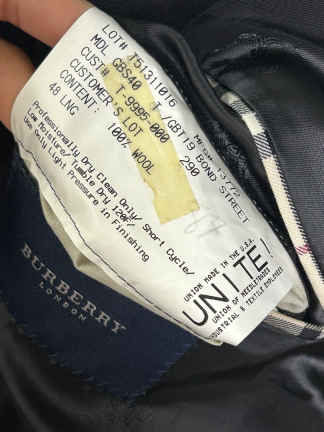 LOT# T51311016
MDL GBS40 I/GBT19 BOND STREET
CUST# T-9895-000 290
CUSTOMER'S LOT
CONTENT: 100% WOOL
48 LNG
Professionally Dry Clean Only/ Short Cycle/
Low Moisture/ Tumble Dry 120F/
Use Only Light Pressure in Finishing
UNION MADE IN THE U.S.A.
UNITE!
UNION OF NEEDLETRADES
INDUSTRIAL & TEXTILE EMPLOYEES
BURBERRY
LONDON